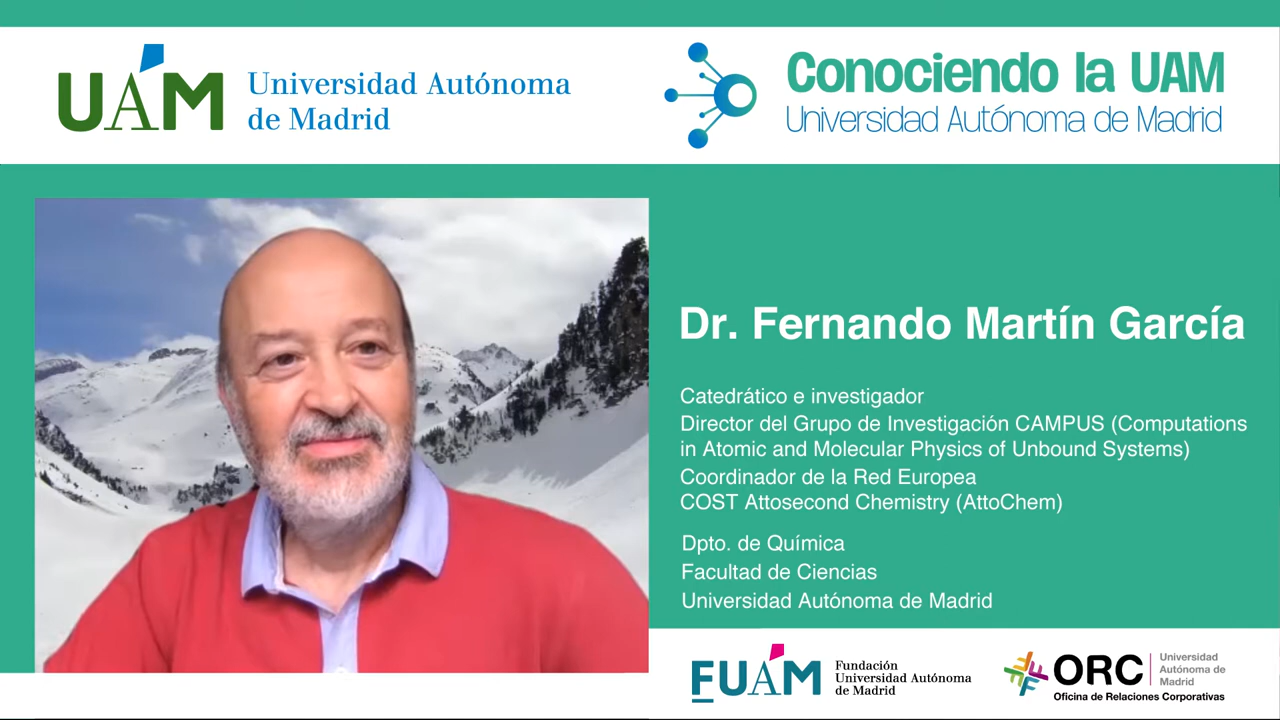 UAM
Universidad Autónoma
de Madrid
Conociendo la UAM
Universidad Autónoma de Madrid
Dr. Fernando Martín García
Catedrático e investigador
Director del Grupo de Investigación CAMPUS (Computations
in Atomic and Molecular Physics of Unbound Systems)
Coordinador de la Red Europea
COST Attosecond Chemistry (AttoChem)
Dpto. de Química
Facultad de Ciencias
Universidad Autónoma de Madrid
FUAM
Fundación
Universidad Autónoma
de Madrid
ORC
Universidad
Autónoma de
Madrid
Oficina de Relaciones Corporativas